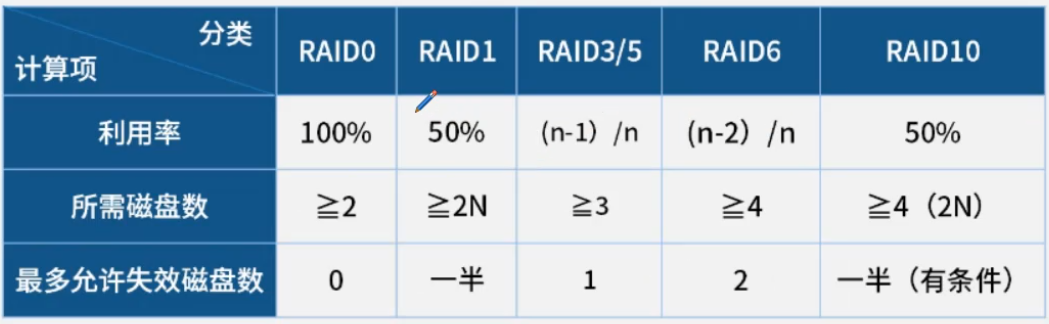 分类
计算项 RAID0 RAID1 RAID3/5 RAID6 RAID10
利用率 100% 50% (n-1）/n (n-2）/n 50%
所需磁盘数 ≧2 ≧2N ≧3 ≧4 ≧4（2N）
最多允许失效磁盘数 0 一半 1 2 一半（有条件）